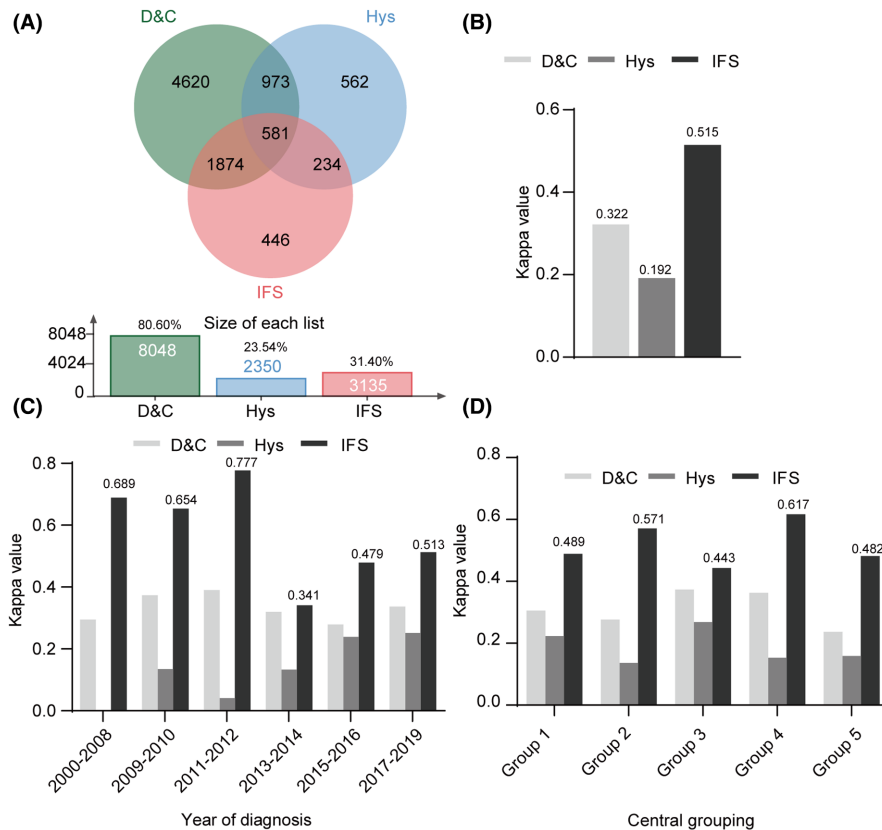 (A)
D&C
Hys
4620
973
562
581
1874
234
446
IFS
Size of each list
8048
4024
0
80.60%
8048
23.54%
2350
31.40%
3135
D&C
Hys
IFS
(B)
D&C Hys IFS
Kappa value
0.6
0.4
0.2
0.0
0.322
0.192
0.515
(C)
D&C Hys IFS
Kappa value
0.8
0.6
0.4
0.2
0.0
0.689
0.654
0.777
0.341
0.479
0.513
2000-2008
2009-2010
2011-2012
2013-2014
2015-2016
2017-2019
Year of diagnosis
(D)
D&C Hys IFS
Kappa value
0.8
0.6
0.4
0.2
0.0
0.489
0.571
0.443
0.617
0.482
Group 1
Group 2
Group 3
Group 4
Group 5
Central grouping